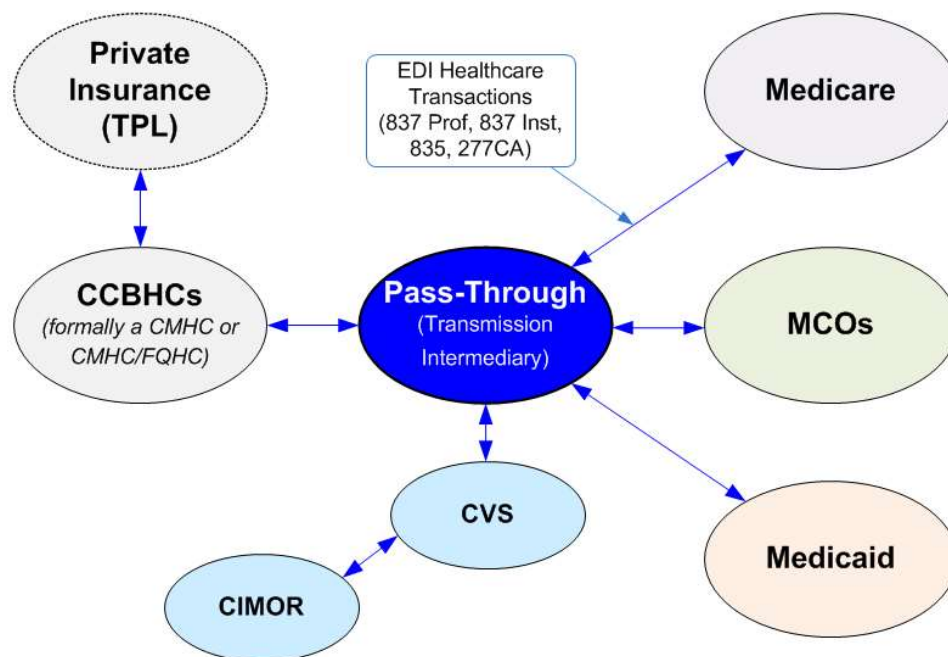 Private
Insurance
(TPL)
EDI Healthcare
Transactions
(837 Prof, 837 Inst,
835, 277CA)
Medicare
CCBHCs
(formally a CMHC or
CMHC/FQHC)
Pass-Through
(Transmission
Intermediary)
MCOs
CVS
Medicaid
CIMOR